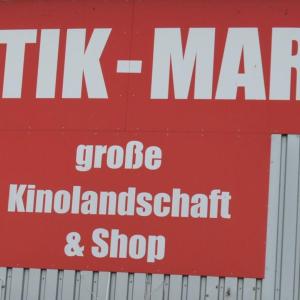 TIK-MAR
große
Kinolandschaft
& Shop